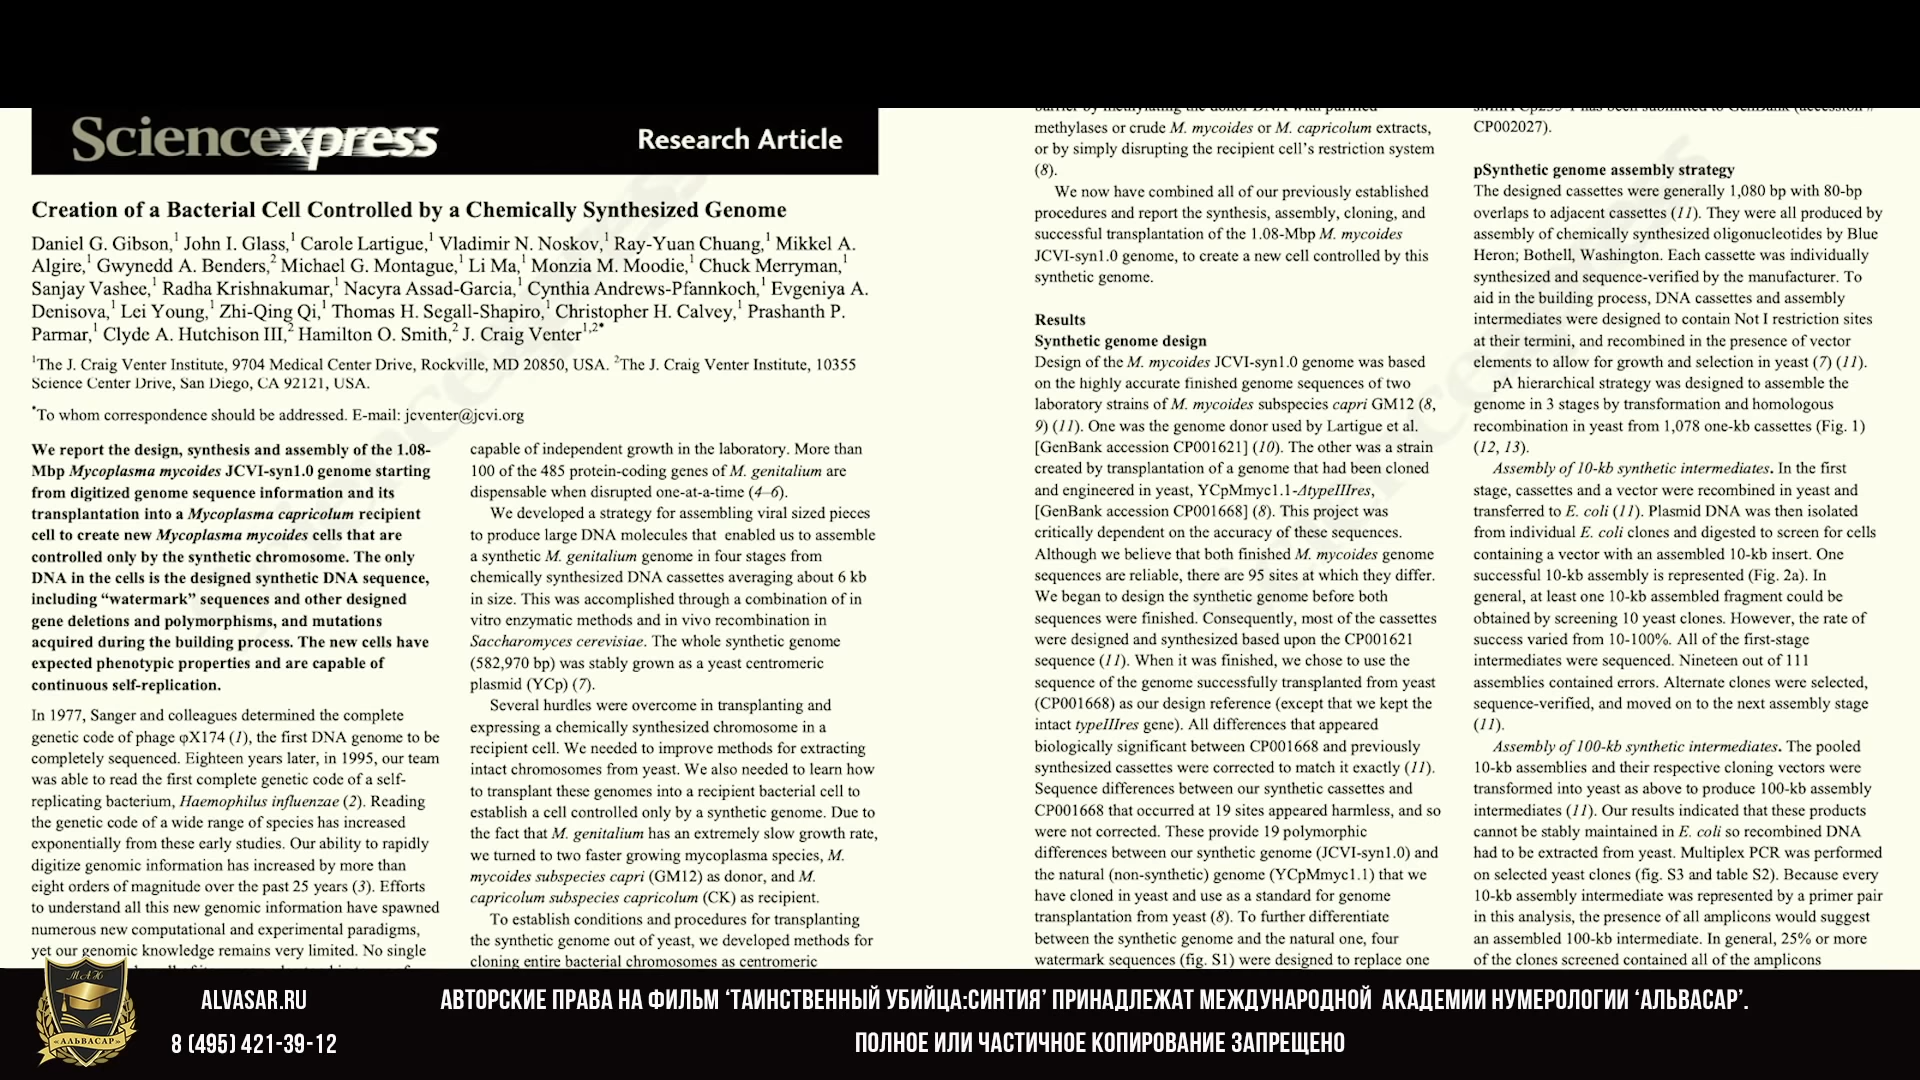 Sciencexpress
Research Article
Creation of a Bacterial Cell Controlled by a Chemically Synthesized Genome
Daniel G. Gibson,1 John I. Glass,1 Carole Lartigue,1 Vladimir N. Noskov,1 Ray-Yuan Chuang,1 Mikkel A.
Algire,1 Gwynedd A. Benders,2 Michael G. Montague,1 Li Ma,1 Monzia M. Moodie,1 Chuck Merryman,1
Sanjay Vashee,1 Radha Krishnakumar,1 Nacyra Assad-Garcia,1 Cynthia Andrews-Pfannkoch,1 Evgeniya A.
Denisova,1 Lei Young,1 Zhi-Qing Qi,1 Thomas H. Segall-Shapiro,1 Christopher H. Calvey,1 Prashanth P.
Parmar,1 Clyde A. Hutchison III,2 Hamilton O. Smith,2 J. Craig Venter1,2*
1The J. Craig Venter Institute, 9704 Medical Center Drive, Rockville, MD 20850, USA. 2The J. Craig Venter Institute, 10355
Science Center Drive, San Diego, CA 92121, USA.
*To whom correspondence should be addressed. E-mail: jcventer@jcvi.org
We report the design, synthesis and assembly of the 1.08-
Mbp Mycoplasma mycoides JCVI-syn1.0 genome starting
from digitized genome sequence information and its
transplantation into a Mycoplasma capricolum recipient
cell to create new Mycoplasma mycoides cells that are
controlled only by the synthetic chromosome. The only
DNA in the cells is the designed synthetic DNA sequence,
including “watermark” sequences and other designed
gene deletions and polymorphisms, and mutations
acquired during the building process. The new cells have
expected phenotypic properties and are capable of
continuous self-replication.
In 1977, Sanger and colleagues determined the complete
genetic code of phage φX174 (1), the first DNA genome to be
completely sequenced. Eighteen years later, in 1995, our team
was able to read the first complete genetic code of a self-
replicating bacterium, Haemophilus influenzae (2). Reading
the genetic code of a wide range of species has increased
exponentially from these early studies. Our ability to rapidly
digitize genomic information has increased by more than
eight orders of magnitude over the past 25 years (3). Efforts
to understand all this new genomic information have spawned
numerous new computational and experimental paradigms,
yet our genomic knowledge remains very limited. No single
capable of independent growth in the laboratory. More than
100 of the 485 protein-coding genes of M. genitalium are
dispensable when disrupted one-at-a-time (4–6).
We developed a strategy for assembling viral sized pieces
to produce large DNA molecules that enabled us to assemble
a synthetic M. genitalium genome in four stages from
chemically synthesized DNA cassettes averaging about 6 kb
in size. This was accomplished through a combination of in
vitro enzymatic methods and in vivo recombination in
Saccharomyces cerevisiae. The whole synthetic genome
(582,970 bp) was stably grown as a yeast centromeric
plasmid (YCp) (7).
Several hurdles were overcome in transplanting and
expressing a chemically synthesized chromosome in a
recipient cell. We needed to improve methods for extracting
intact chromosomes from yeast. We also needed to learn how
to transplant these genomes into a recipient bacterial cell to
establish a cell controlled only by a synthetic genome. Due to
the fact that M. genitalium has an extremely slow growth rate,
we turned to two faster growing mycoplasma species, M.
mycoides subspecies capri (GM12) as donor, and M.
capricolum subspecies capricolum (CK) as recipient.
To establish conditions and procedures for transplanting
the synthetic genome out of yeast, we developed methods for
cloning entire bacterial chromosomes as centromeric
barrier by methylating the donor DNA with purified
methylases or crude M. mycoides or M. capricolum extracts,
or by simply disrupting the recipient cell’s restriction system
(8).
We now have combined all of our previously established
procedures and report the synthesis, assembly, cloning, and
successful transplantation of the 1.08-Mbp M. mycoides
JCVI-syn1.0 genome, to create a new cell controlled by this
synthetic genome.
Results
Synthetic genome design
Design of the M. mycoides JCVI-syn1.0 genome was based
on the highly accurate finished genome sequences of two
laboratory strains of M. mycoides subspecies capri GM12 (8,
9) (11). One was the genome donor used by Lartigue et al.
[GenBank accession CP001621] (10). The other was a strain
created by transplantation of a genome that had been cloned
and engineered in yeast, YCpMmyc1.1-ΔtypeIIIres,
[GenBank accession CP001668] (8). This project was
critically dependent on the accuracy of these sequences.
Although we believe that both finished M. mycoides genome
sequences are reliable, there are 95 sites at which they differ.
We began to design the synthetic genome before both
sequences were finished. Consequently, most of the cassettes
were designed and synthesized based upon the CP001621
sequence (11). When it was finished, we chose to use the
sequence of the genome successfully transplanted from yeast
(CP001668) as our design reference (except that we kept the
intact typeIIIres gene). All differences that appeared
biologically significant between CP001668 and previously
synthesized cassettes were corrected to match it exactly (11).
Sequence differences between our synthetic cassettes and
CP001668 that occurred at 19 sites appeared harmless, and so
were not corrected. These provide 19 polymorphic
differences between our synthetic genome (JCVI-syn1.0) and
the natural (non-synthetic) genome (YCpMmyc1.1) that we
have cloned in yeast and use as a standard for genome
transplantation from yeast (8). To further differentiate
between the synthetic genome and the natural one, four
watermark sequences (fig. S1) were designed to replace one
CP002027).
pSynthetic genome assembly strategy
The designed cassettes were generally 1,080 bp with 80-bp
overlaps to adjacent cassettes (11). They were all produced by
assembly of chemically synthesized oligonucleotides by Blue
Heron; Bothell, Washington. Each cassette was individually
synthesized and sequence-verified by the manufacturer. To
aid in the building process, DNA cassettes and assembly
intermediates were designed to contain Not I restriction sites
at their termini, and recombined in the presence of vector
elements to allow for growth and selection in yeast (7) (11).
pA hierarchical strategy was designed to assemble the
genome in 3 stages by transformation and homologous
recombination in yeast from 1,078 one-kb cassettes (Fig. 1)
(12, 13).
Assembly of 10-kb synthetic intermediates. In the first
stage, cassettes and a vector were recombined in yeast and
transferred to E. coli (11). Plasmid DNA was then isolated
from individual E. coli clones and digested to screen for cells
containing a vector with an assembled 10-kb insert. One
successful 10-kb assembly is represented (Fig. 2a). In
general, at least one 10-kb assembled fragment could be
obtained by screening 10 yeast clones. However, the rate of
success varied from 10-100%. All of the first-stage
intermediates were sequenced. Nineteen out of 111
assemblies contained errors. Alternate clones were selected,
sequence-verified, and moved on to the next assembly stage
(11).
Assembly of 100-kb synthetic intermediates. The pooled
10-kb assemblies and their respective cloning vectors were
transformed into yeast as above to produce 100-kb assembly
intermediates (11). Our results indicated that these products
cannot be stably maintained in E. coli so recombined DNA
had to be extracted from yeast. Multiplex PCR was performed
on selected yeast clones (fig. S3 and table S2). Because every
10-kb assembly intermediate was represented by a primer pair
in this analysis, the presence of all amplicons would suggest
an assembled 100-kb intermediate. In general, 25% or more
of the clones screened contained all of the amplicons
МАН
«АЛЬВАСАР»
ALVASAR.RU
8 (495) 421-39-12
АВТОРСКИЕ ПРАВА НА ФИЛЬМ ‘ТАИНСТВЕННЫЙ УБИЙЦА:СИНТИЯ’ ПРИНАДЛЕЖАТ МЕЖДУНАРОДНОЙ АКАДЕМИИ НУМЕРОЛОГИИ ‘АЛЬВАСАР’.
ПОЛНОЕ ИЛИ ЧАСТИЧНОЕ КОПИРОВАНИЕ ЗАПРЕЩЕНО